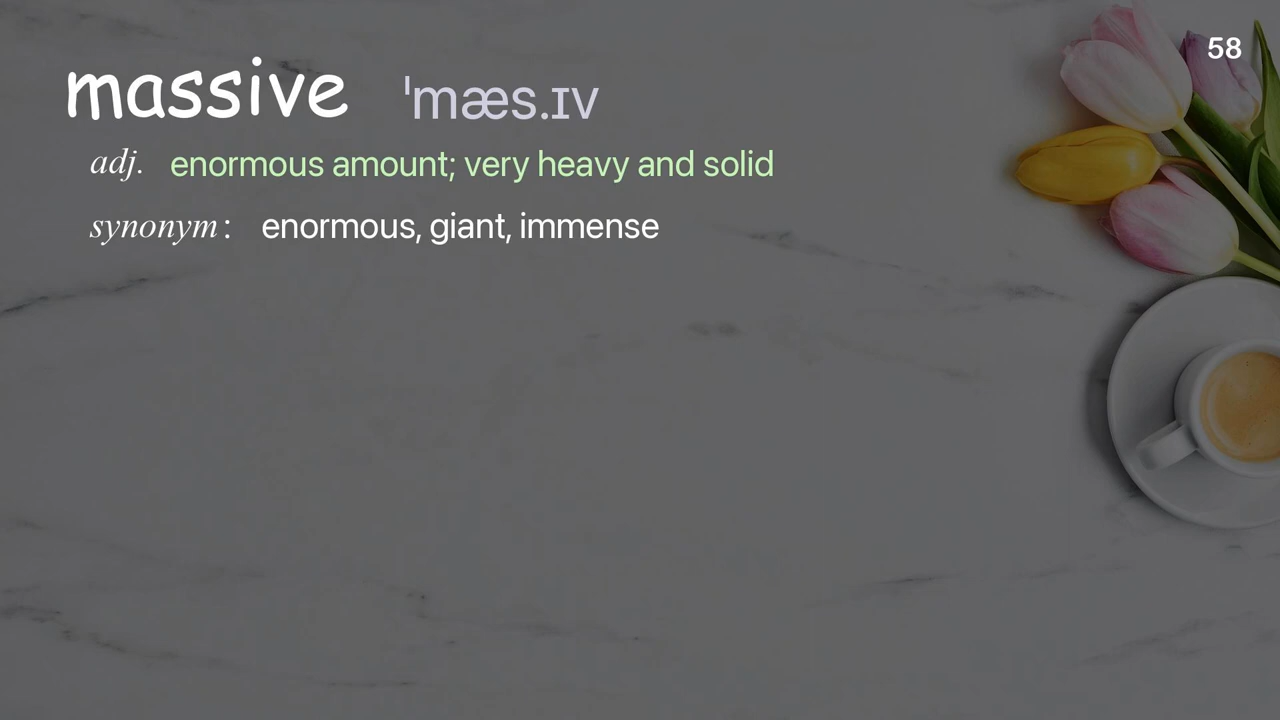 58
massive ˈmæs.ɪv
adj. enormous amount; very heavy and solid
synonym: enormous, giant, immense